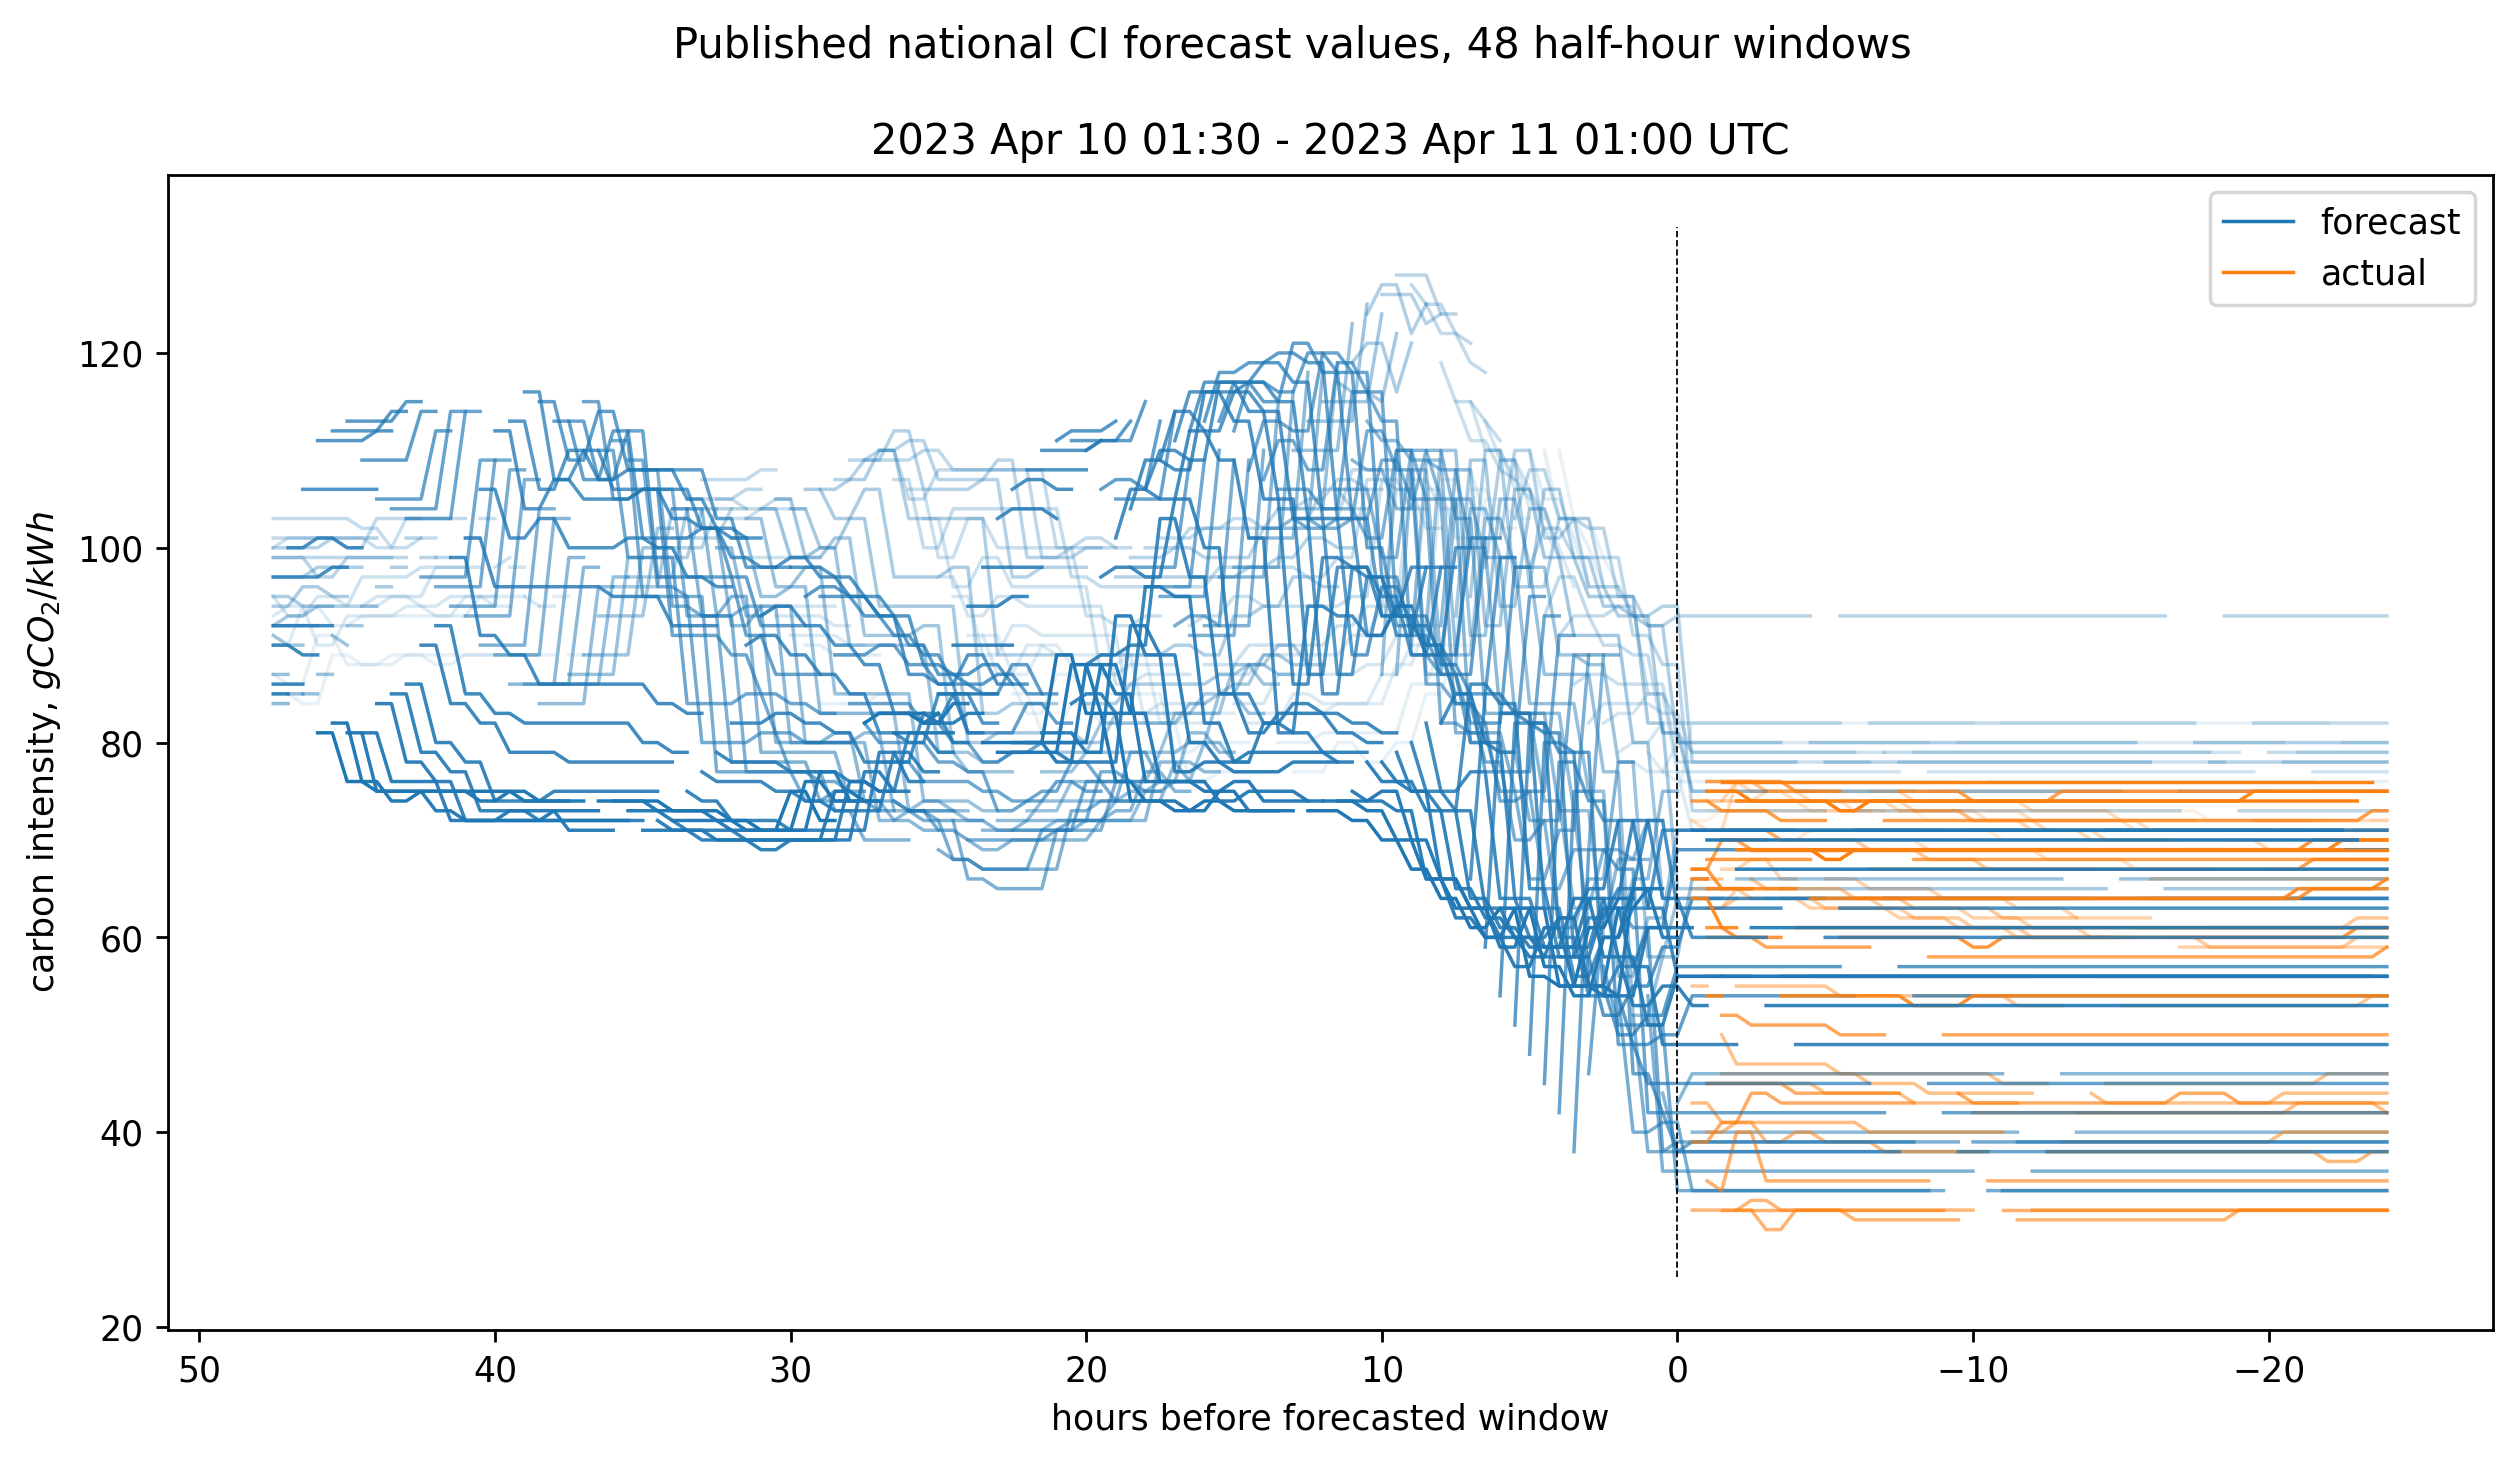 Published national CI forecast values, 48 half-hour windows
2023 Apr 10 01:30 - 2023 Apr 11 01:00 UTC
forecast
actual
carbon intensity, gCO₂/kWh
120
100
80
60
40
20
50 40 30 20 10 0 −10 −20
hours before forecasted window